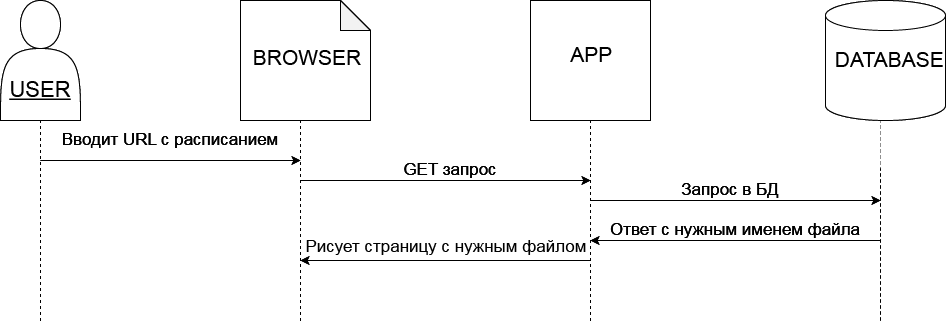 USER
BROWSER
APP
DATABASE
Вводит URL с расписанием
GET запрос
Запрос в БД
Ответ с нужным именем файла
Рисует страницу с нужным файлом